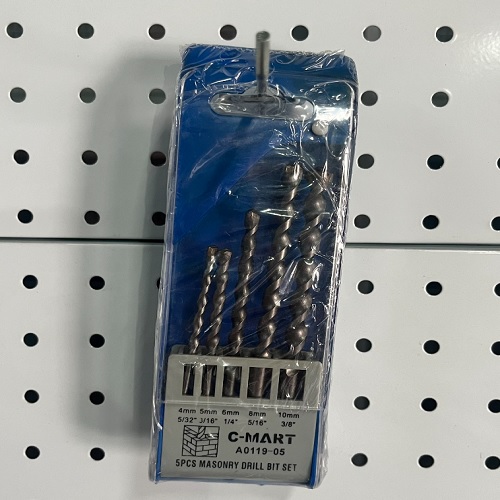 4mm 5mm 6mm 8mm 10mm
5/32" 3/16" 1/4" 5/16" 3/8"
C-MART
A0119-05
5PCS MASONRY DRILL BIT SET